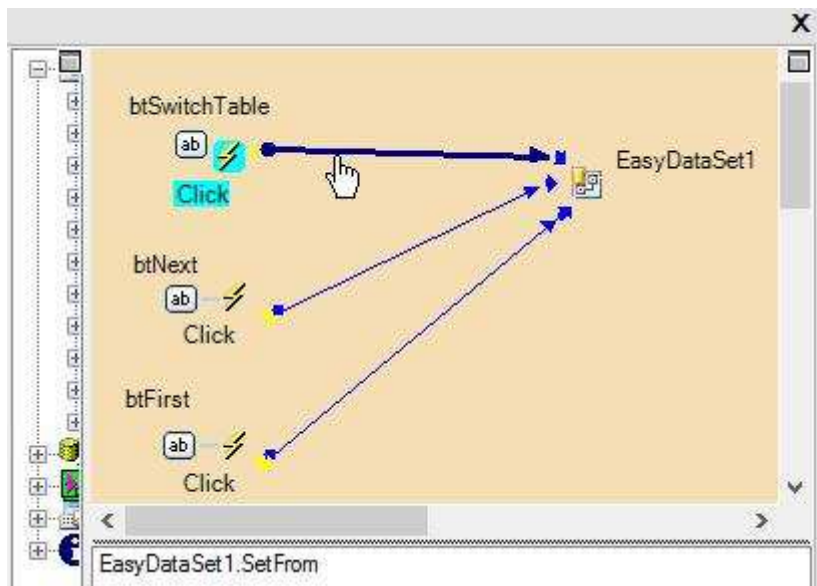 X
btSwitchTable
ab
Click
EasyDataSet1
btNext
ab
Click
btFirst
ab
Click
EasyDataSet1.SetFrom